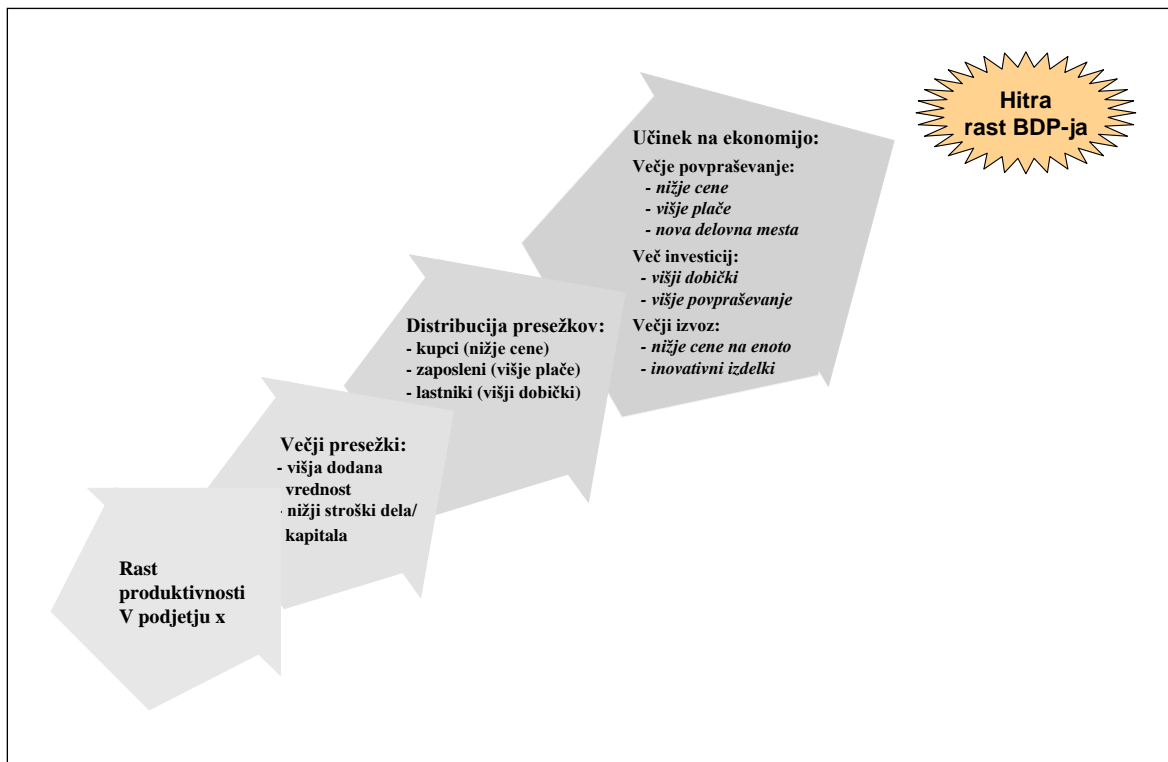 Hitra
rast BDP-ja
Učinek na ekonomijo:
Večje povpraševanje:
- nižje cene
- višje plače
- nova delovna mesta
Več investicij:
- višji dobički
- višje povpraševanje
Večji izvoz:
- nižje cene na enoto
- inovativni izdelki
Distribucija presežkov:
- kupci (nižje cene)
- zaposleni (višje plače)
- lastniki (višji dobički)
Večji presežki:
- višja dodana
vrednost
- nižji stroški dela/
kapitala
Rast
produktivnosti
V podjetju x